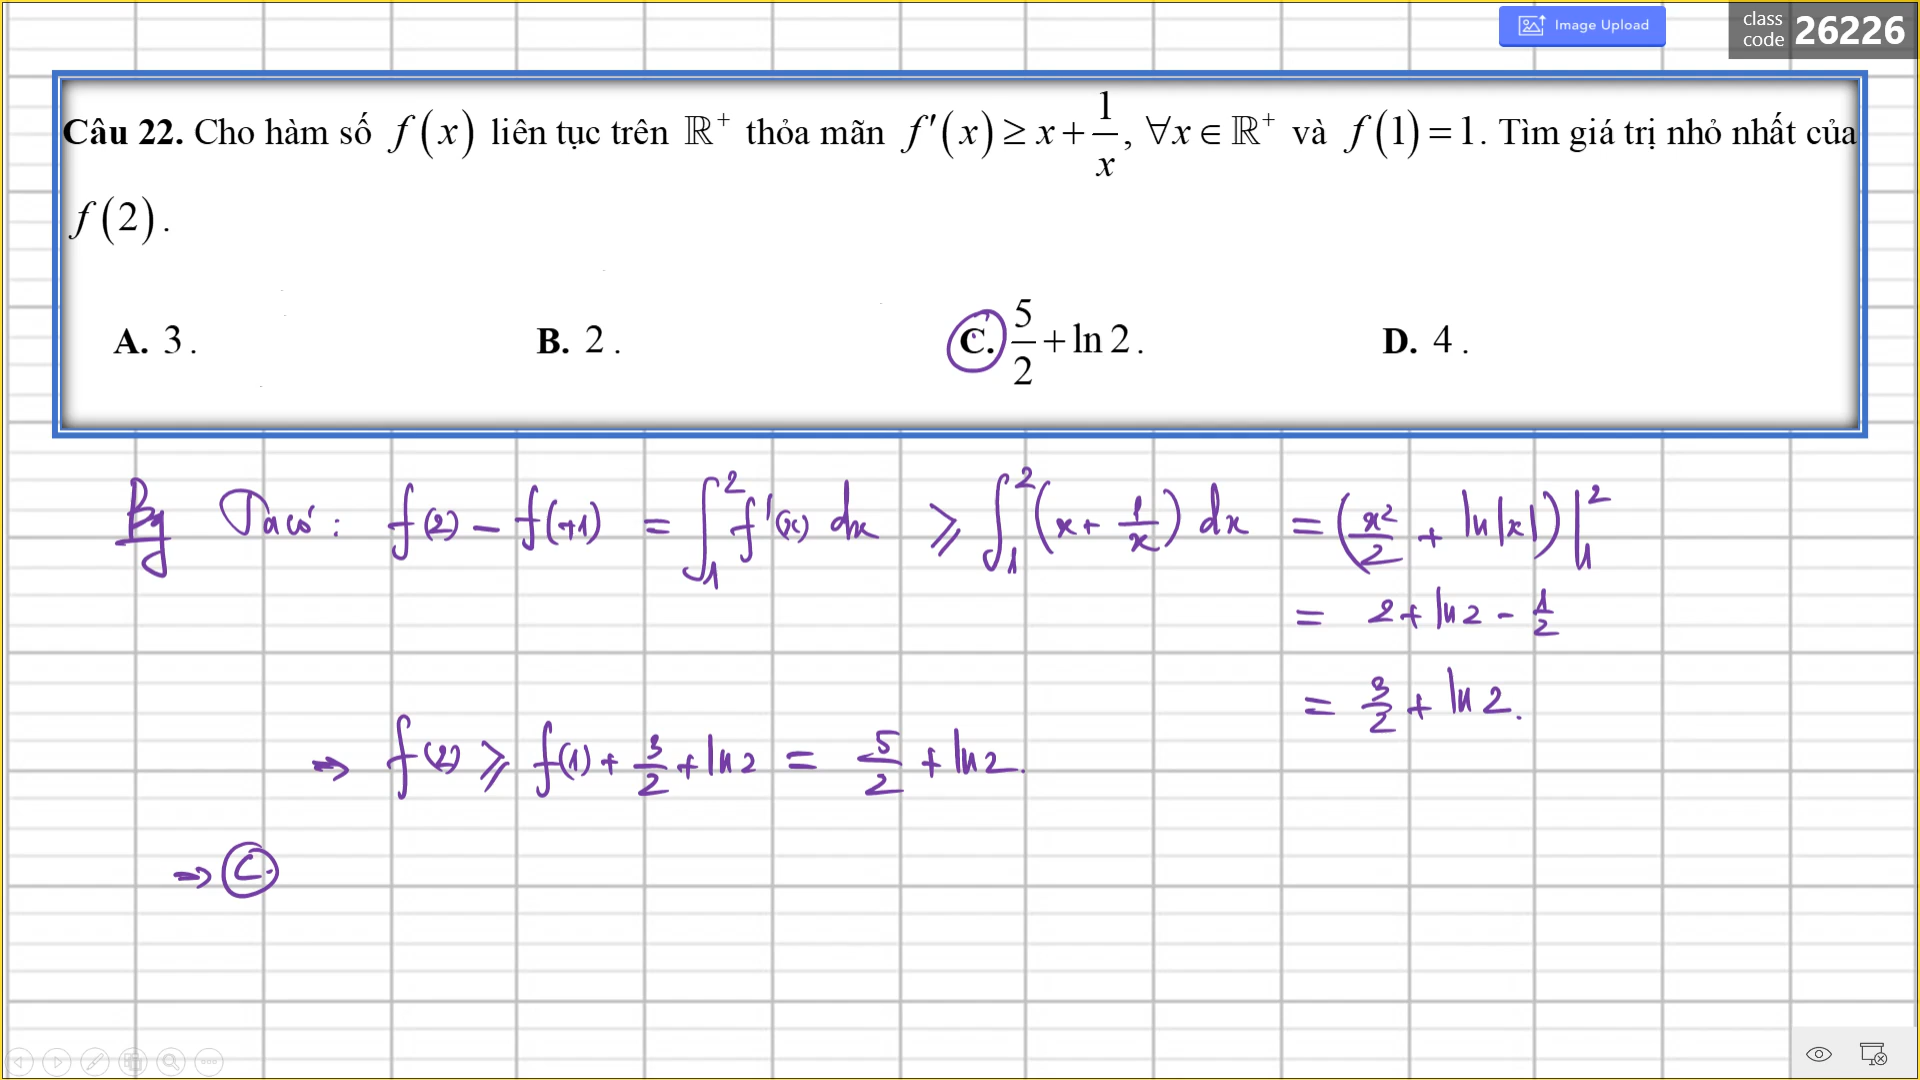 Image Upload
class code 26226
Câu 22. Cho hàm số f(x) liên tục trên ℝ⁺ thỏa mãn f'(x) ≥ x + 1/x, ∀x ∈ ℝ⁺ và f(1) = 1. Tìm giá trị nhỏ nhất của
f(2).
A. 3. B. 2. C. 5/2 + ln 2. D. 4.
Ta có: f(2) − f(+1) = ∫₁² f'(x) dx ≥ ∫₁² (x + 1/x) dx = (x²/2 + ln|x|)|₁²
= 2 + ln2 − 1/2
= 3/2 + ln 2.
⇒ f(2) ≥ f(1) + 3/2 + ln 2 = 5/2 + ln 2.
⇒ C.